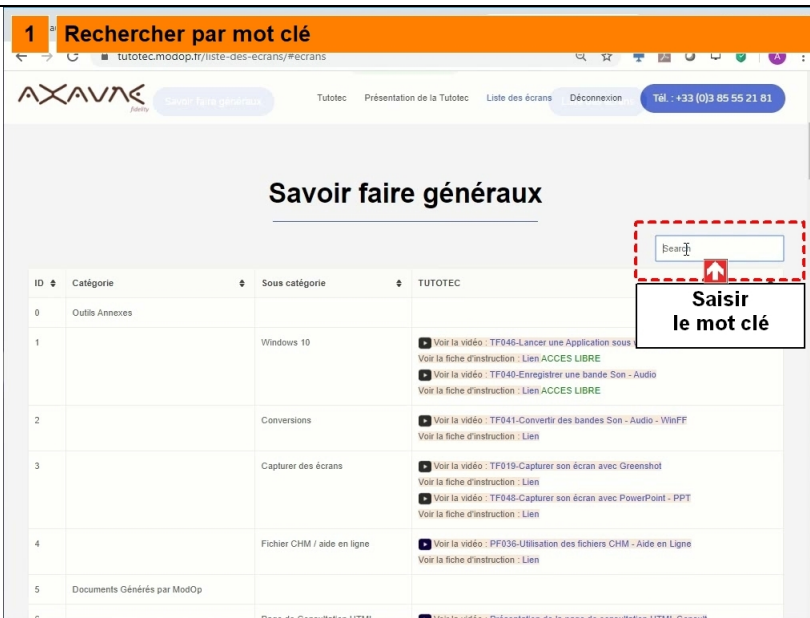 1 Rechercher par mot clé
tutotec.modop.fr/liste-des-ecrans/#ecrans
AXAVNE
fidelity
Savoir faire généraux
Tutotec Présentation de la Tutotec Liste des écrans Déconnexion Tél. : +33 (0)3 85 55 21 81
Savoir faire généraux
Search
Saisir
le mot clé
ID Catégorie Sous catégorie TUTOTEC
0 Outils Annexes
1 Windows 10 Voir la vidéo : TF046-Lancer une Application sous
Voir la fiche d'instruction : Lien ACCES LIBRE
Voir la vidéo : TF040-Enregistrer une bande Son - Audio
Voir la fiche d'instruction : Lien ACCES LIBRE
2 Conversions Voir la vidéo : TF041-Convertir des bandes Son - Audio - WinFF
Voir la fiche d'instruction : Lien
3 Capturer des écrans Voir la vidéo : TF019-Capturer son écran avec Greenshot
Voir la fiche d'instruction : Lien
Voir la vidéo : TF048-Capturer son écran avec PowerPoint - PPT
Voir la fiche d'instruction : Lien
4 Fichier CHM / aide en ligne Voir la vidéo : PF036-Utilisation des fichiers CHM - Aide en Ligne
Voir la fiche d'instruction : Lien
5 Documents Générés par ModOp